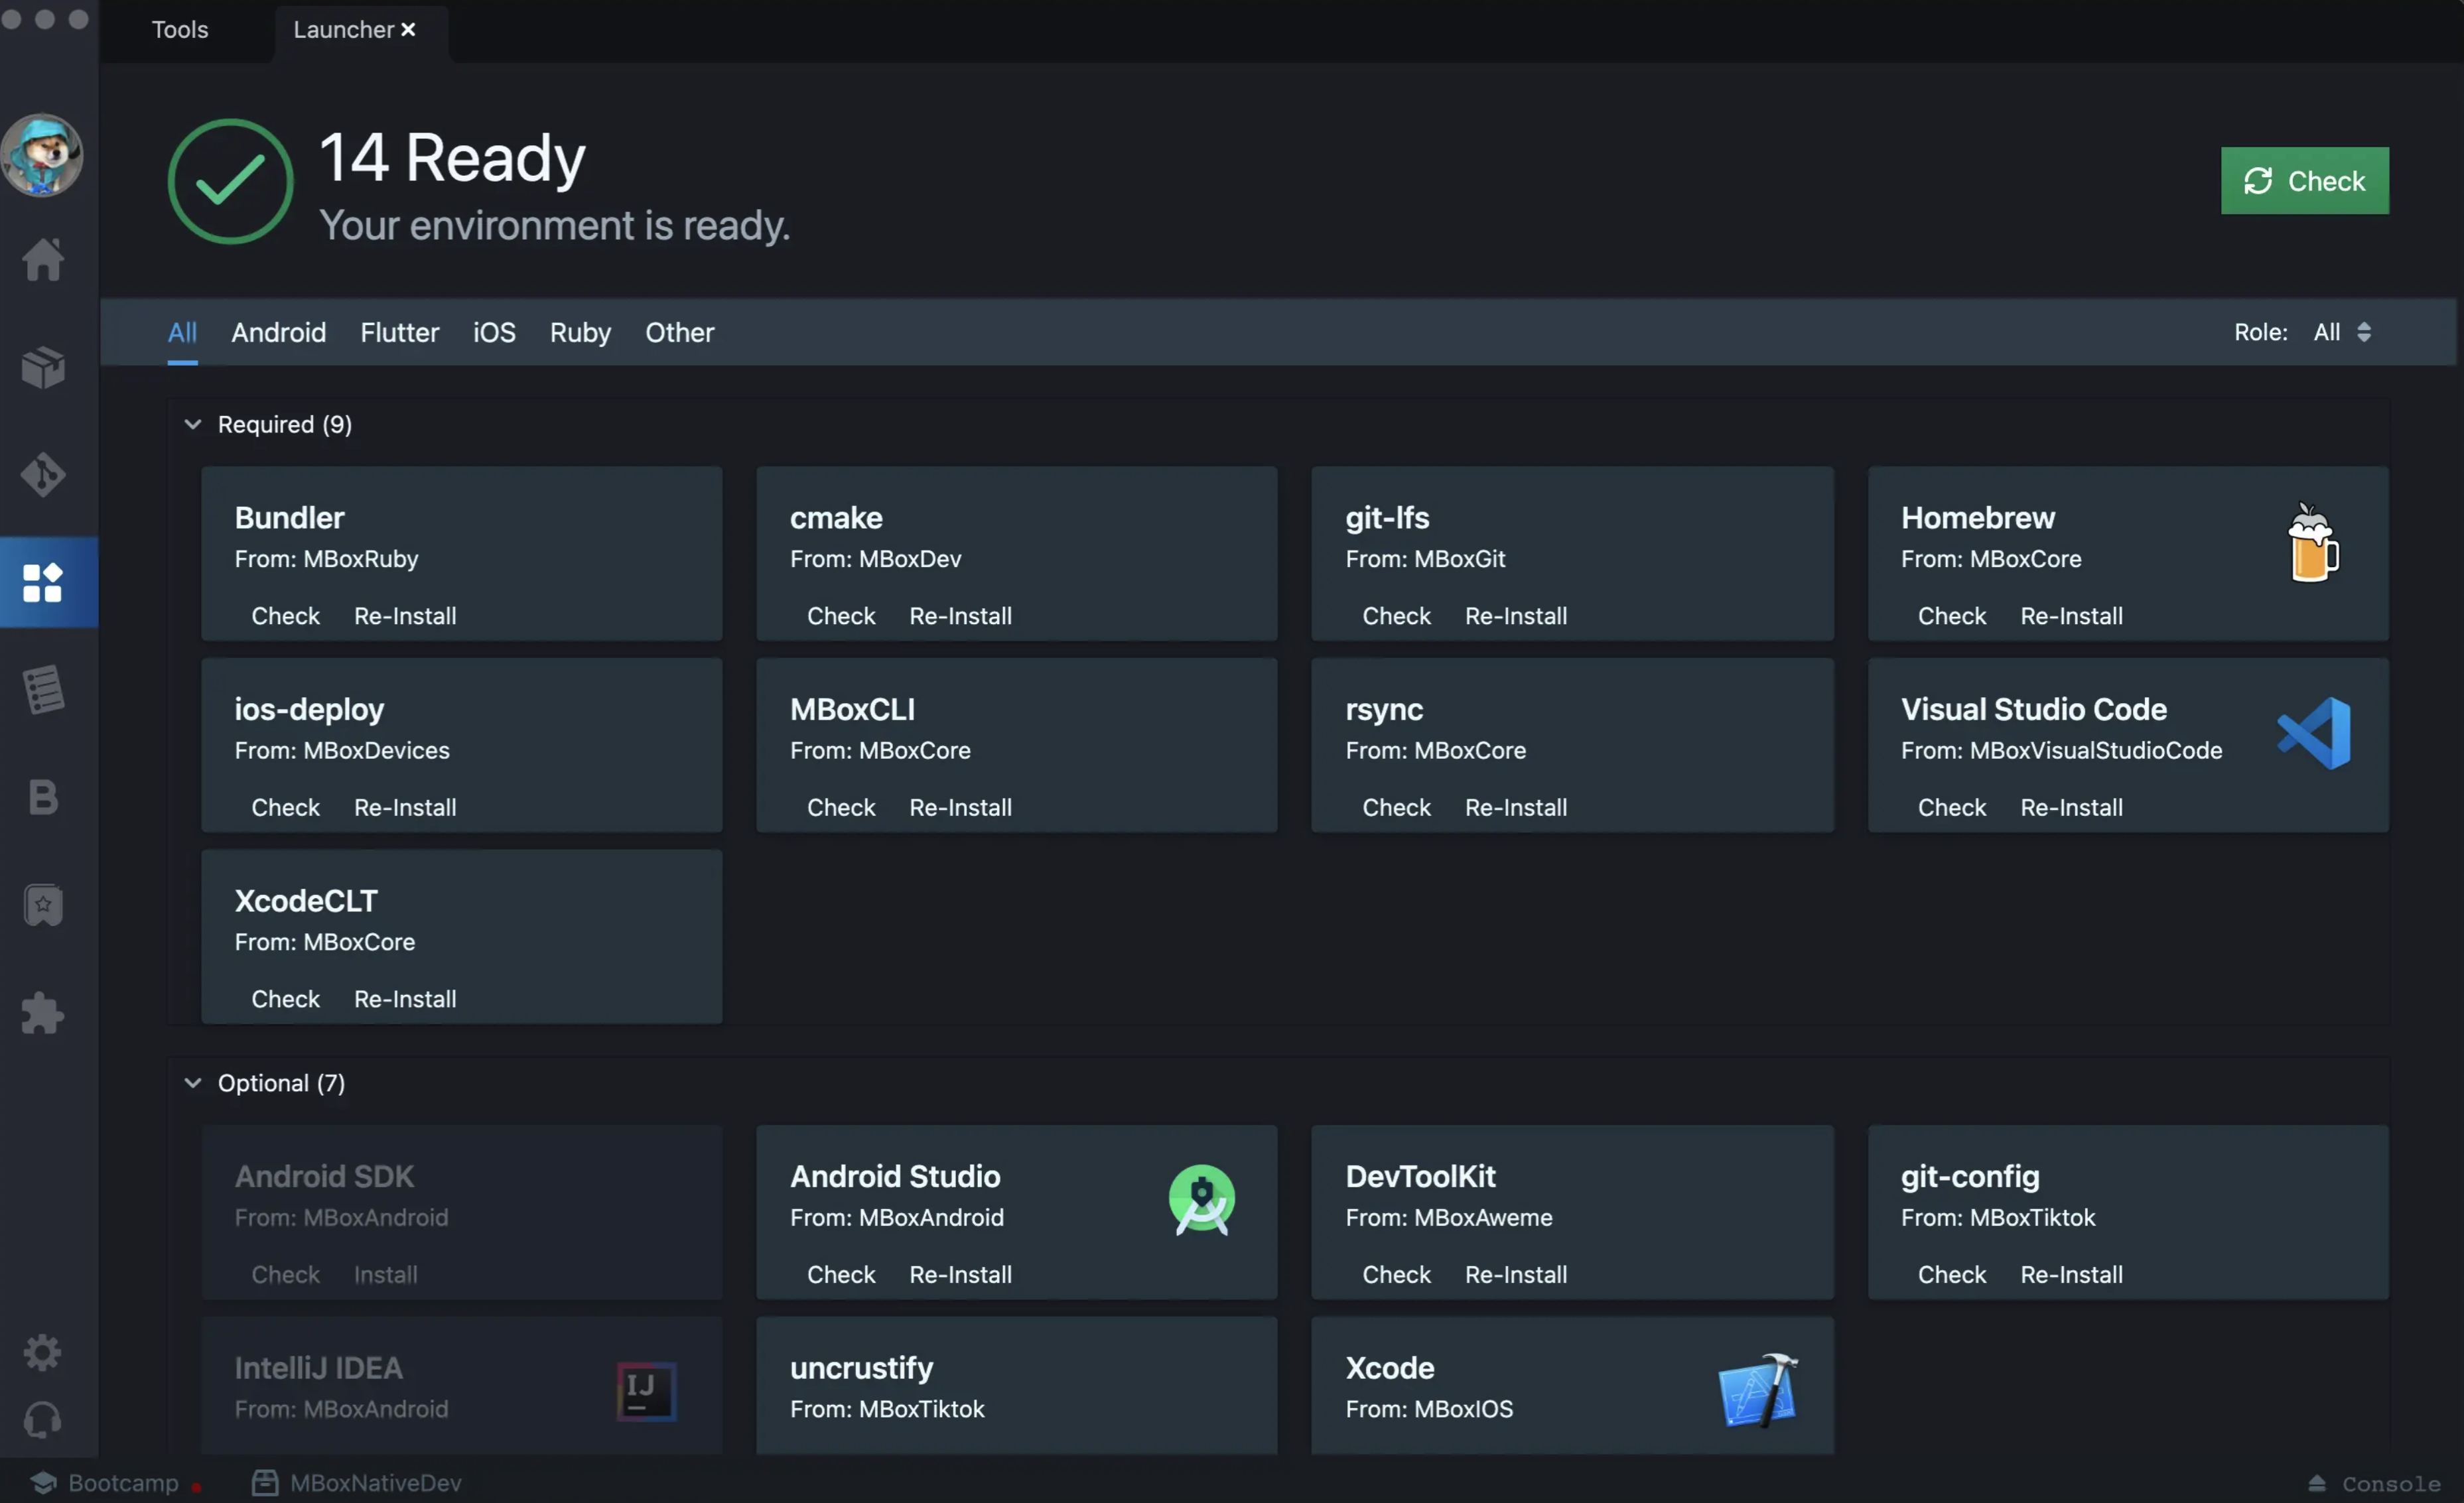 Tools
Launcher
14 Ready
Your environment is ready.
Check
All Android Flutter iOS Ruby Other
Role: All
Required (9)
Bundler
From: MBoxRuby
Check Re-Install
cmake
From: MBoxDev
Check Re-Install
git-lfs
From: MBoxGit
Check Re-Install
Homebrew
From: MBoxCore
Check Re-Install
ios-deploy
From: MBoxDevices
Check Re-Install
MBoxCLI
From: MBoxCore
Check Re-Install
rsync
From: MBoxCore
Check Re-Install
Visual Studio Code
From: MBoxVisualStudioCode
Check Re-Install
XcodeCLT
From: MBoxCore
Check Re-Install
Optional (7)
Android SDK
From: MBoxAndroid
Check Install
Android Studio
From: MBoxAndroid
Check Re-Install
DevToolKit
From: MBoxAweme
Check Re-Install
git-config
From: MBoxTiktok
Check Re-Install
IntelliJ IDEA
From: MBoxAndroid
IJ
uncrustify
From: MBoxTiktok
Xcode
From: MBoxIOS
B
Bootcamp
MBoxNativeDev
Console